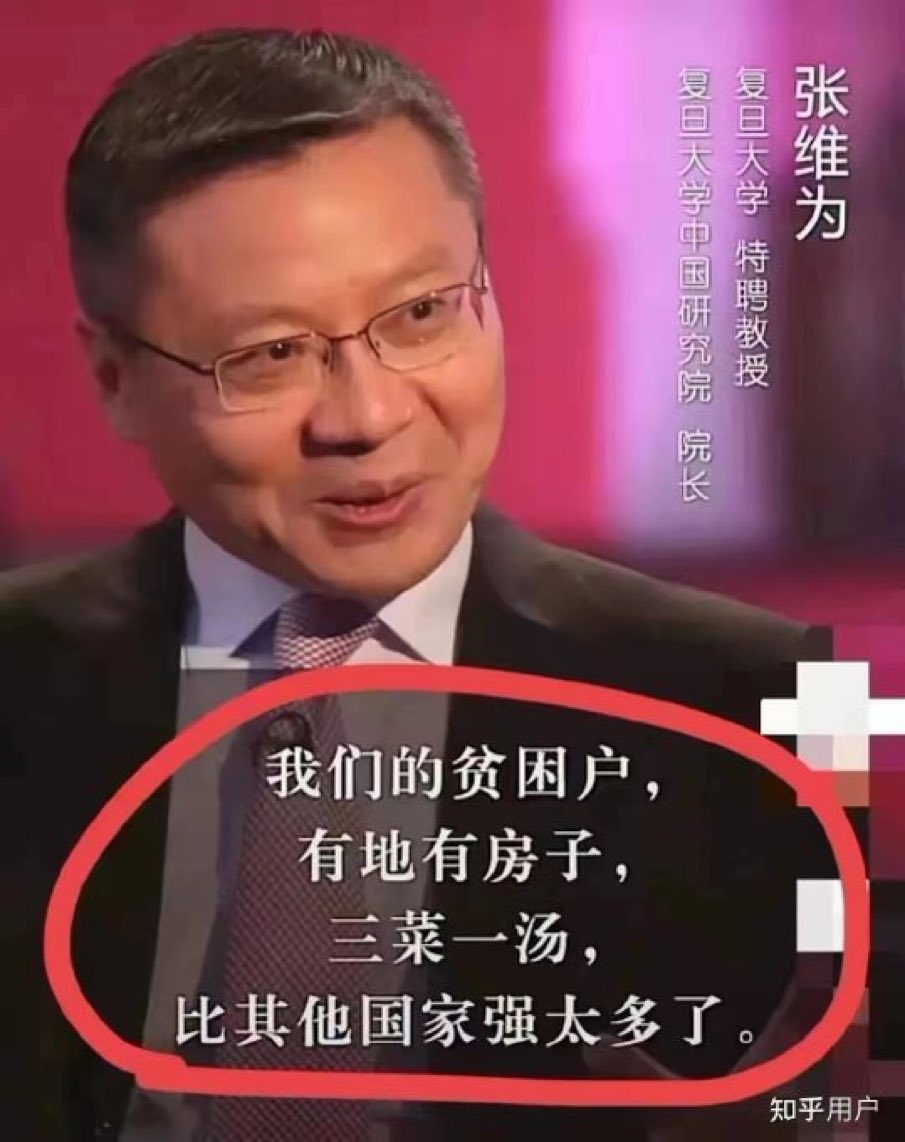 张维为
复旦大学 特聘教授
复旦大学中国研究院 院长
我们的贫困户，
有地有房子，
三菜一汤，
比其他国家强太多了。
知乎用户